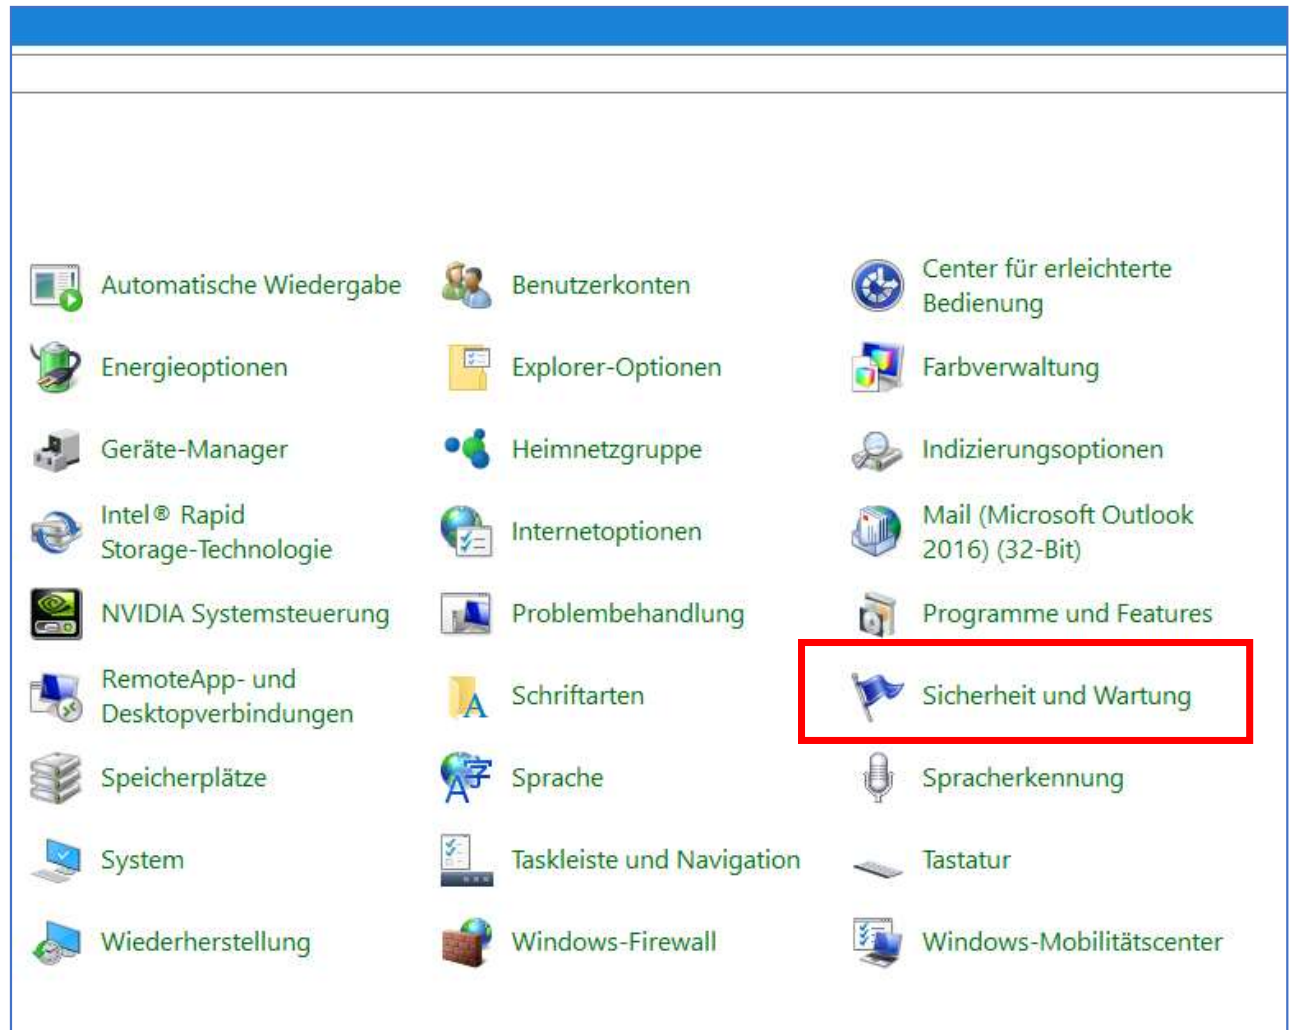 Automatische Wiedergabe
Benutzerkonten
Center für erleichterte
Bedienung
Energieoptionen
Explorer-Optionen
Farbverwaltung
Geräte-Manager
Heimnetzgruppe
Indizierungsoptionen
Intel® Rapid
Storage-Technologie
Internetoptionen
Mail (Microsoft Outlook
2016) (32-Bit)
NVIDIA Systemsteuerung
Problembehandlung
Programme und Features
RemoteApp- und
Desktopverbindungen
Schriftarten
Sicherheit und Wartung
Speicherplätze
Sprache
Spracherkennung
System
Taskleiste und Navigation
Tastatur
Wiederherstellung
Windows-Firewall
Windows-Mobilitätscenter